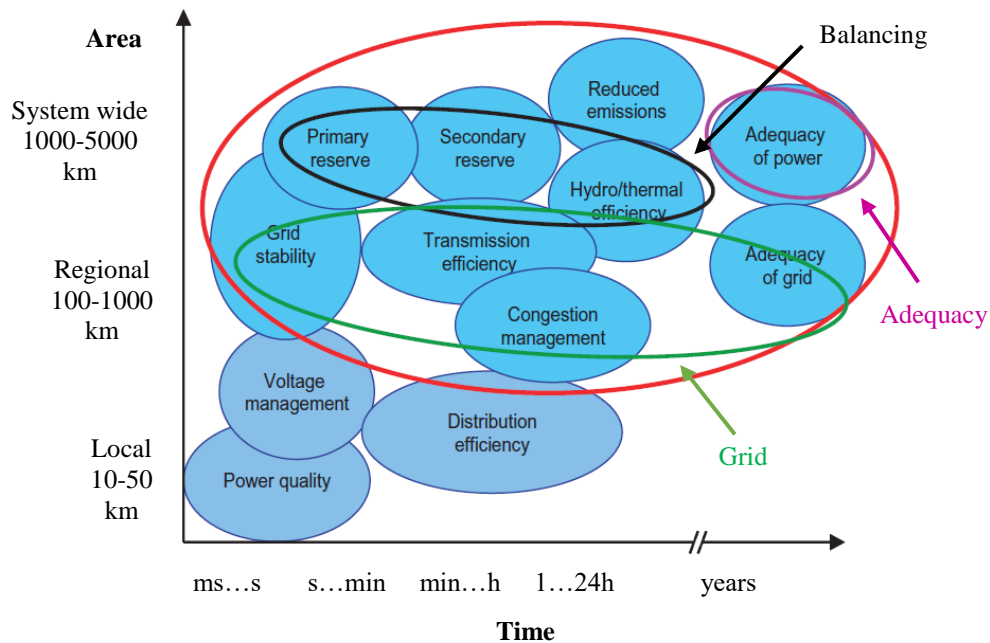 Area
Balancing
System wide
1000-5000
km
Reduced
emissions
Primary
reserve
Secondary
reserve
Adequacy
of power
Hydro/thermal
efficiency
Grid
stability
Transmission
efficiency
Regional
100-1000
km
Adequacy
of grid
Congestion
management
Adequacy
Voltage
management
Distribution
efficiency
Grid
Local
10-50
km
Power quality
ms…s
s…min
min…h
1…24h
years
Time